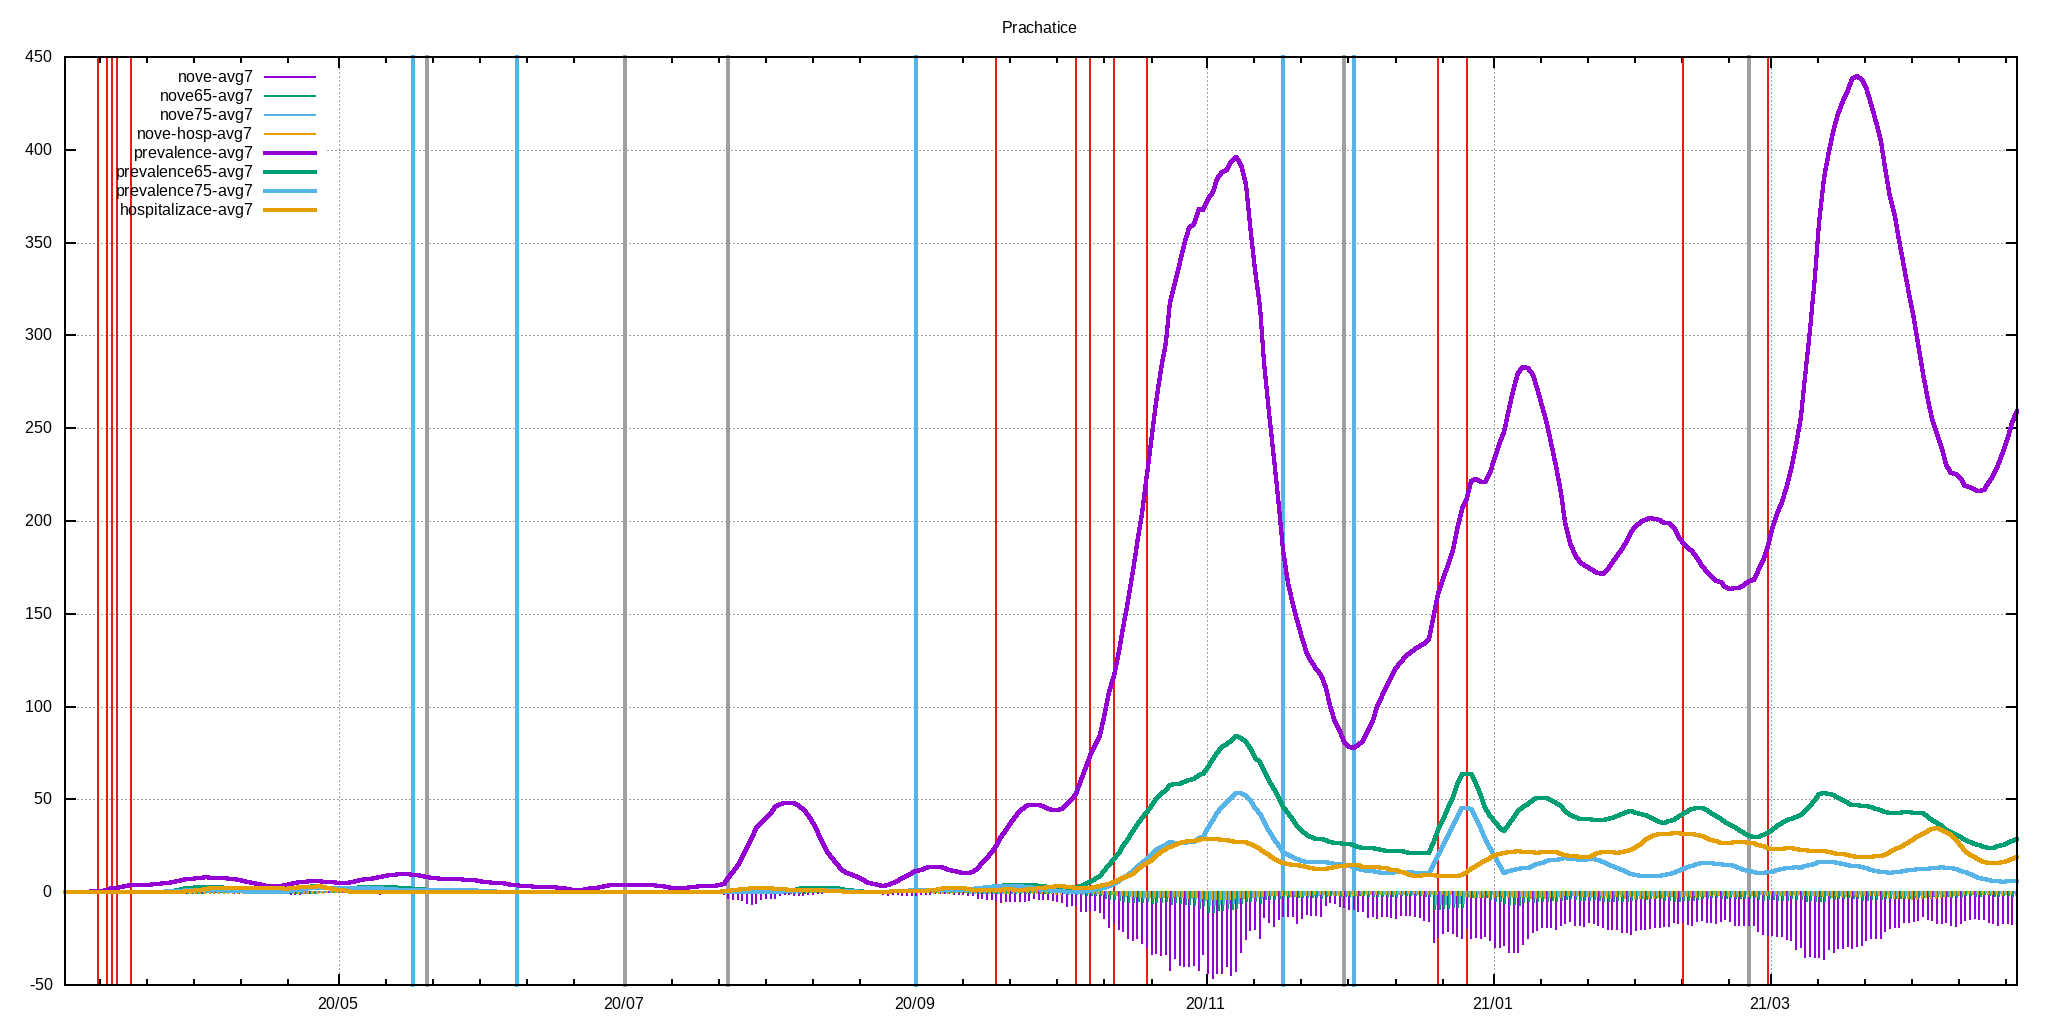 Prachatice
450
400
350
300
250
200
150
100
50
0
-50
nove-avg7
nove65-avg7
nove75-avg7
nove-hosp-avg7
prevalence-avg7
prevalence65-avg7
prevalence75-avg7
hospitalizace-avg7
20/05
20/07
20/09
20/11
21/01
21/03